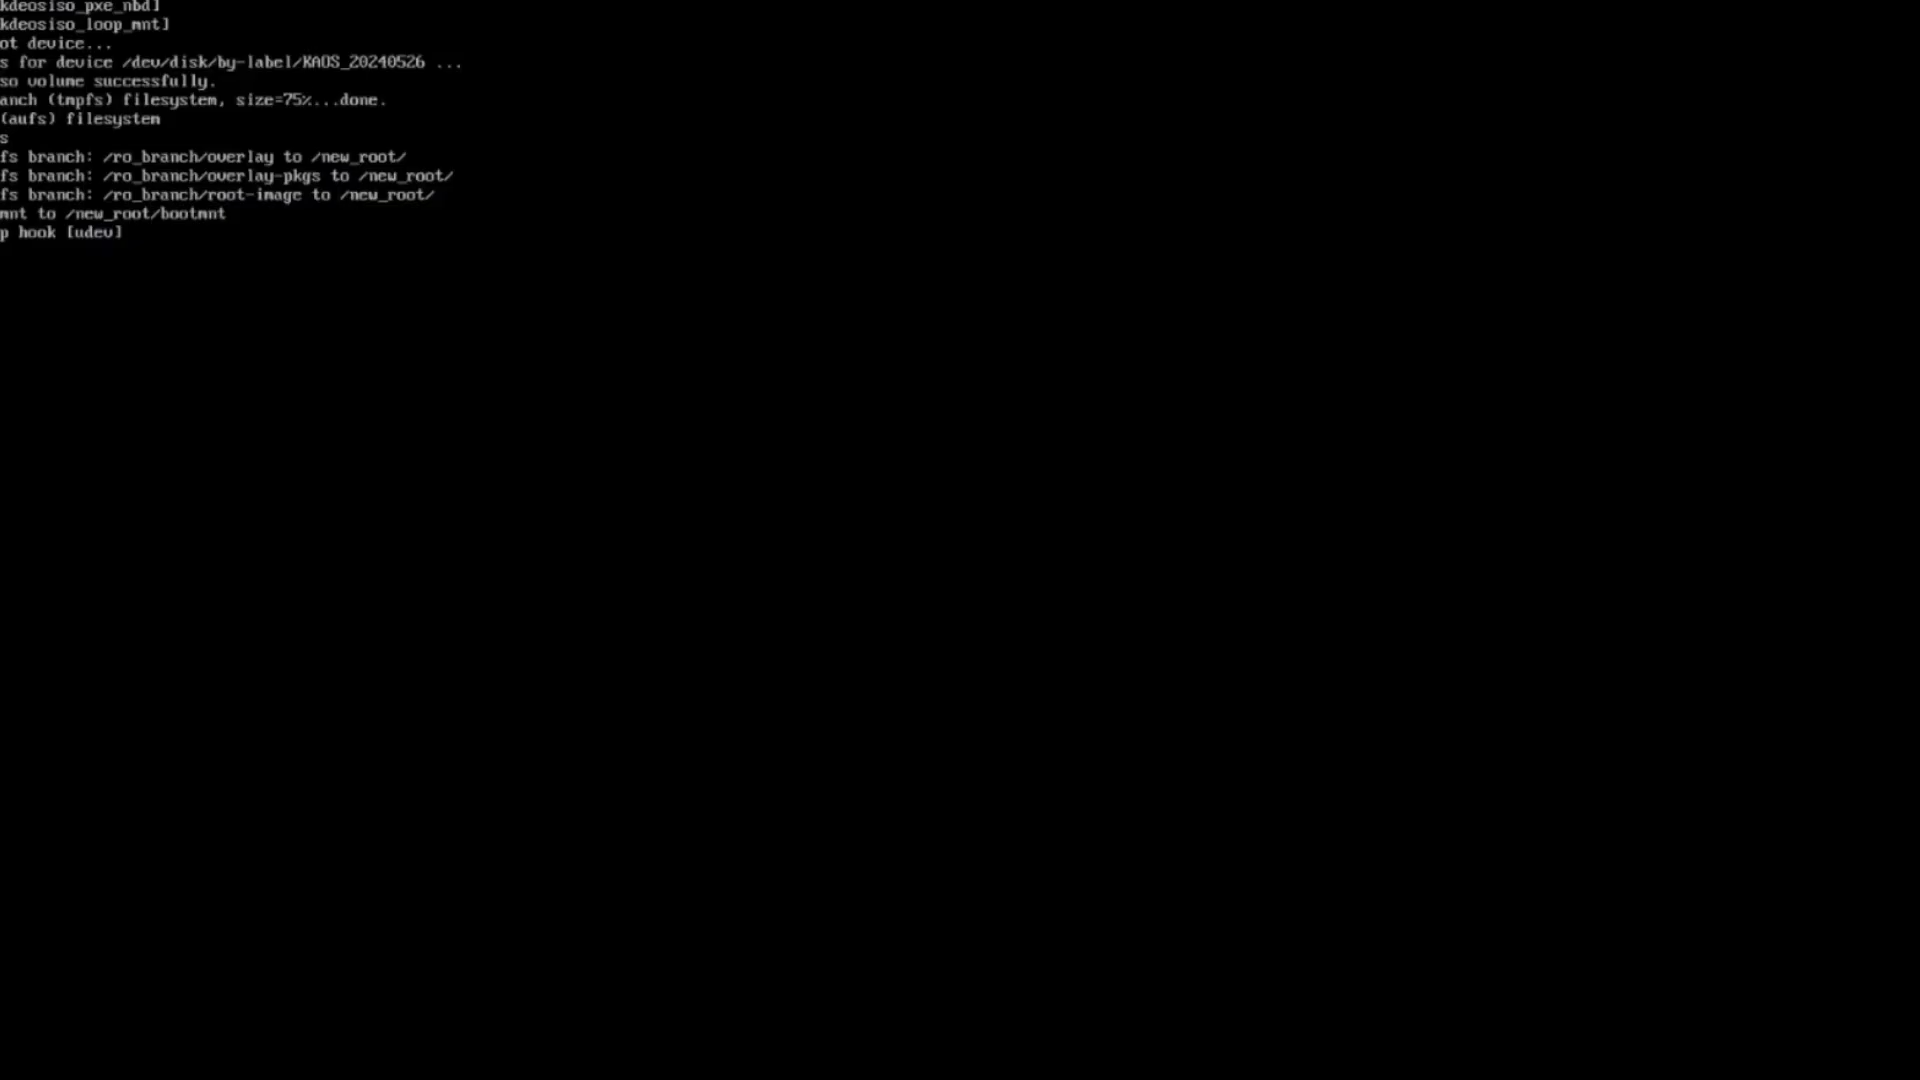 kdeosiso_pxe_nbd]
kdeosiso_loop_mnt]
ot device...
s for device /dev/disk/by-label/KAOS_20240526 ...
so volume successfully.
anch (tmpfs) filesystem, size=75%...done.
(aufs) filesystem
s
fs branch: /ro_branch/overlay to /new_root/
fs branch: /ro_branch/overlay-pkgs to /new_root/
fs branch: /ro_branch/root-image to /new_root/
mnt to /new_root/bootmnt
p hook [udev]